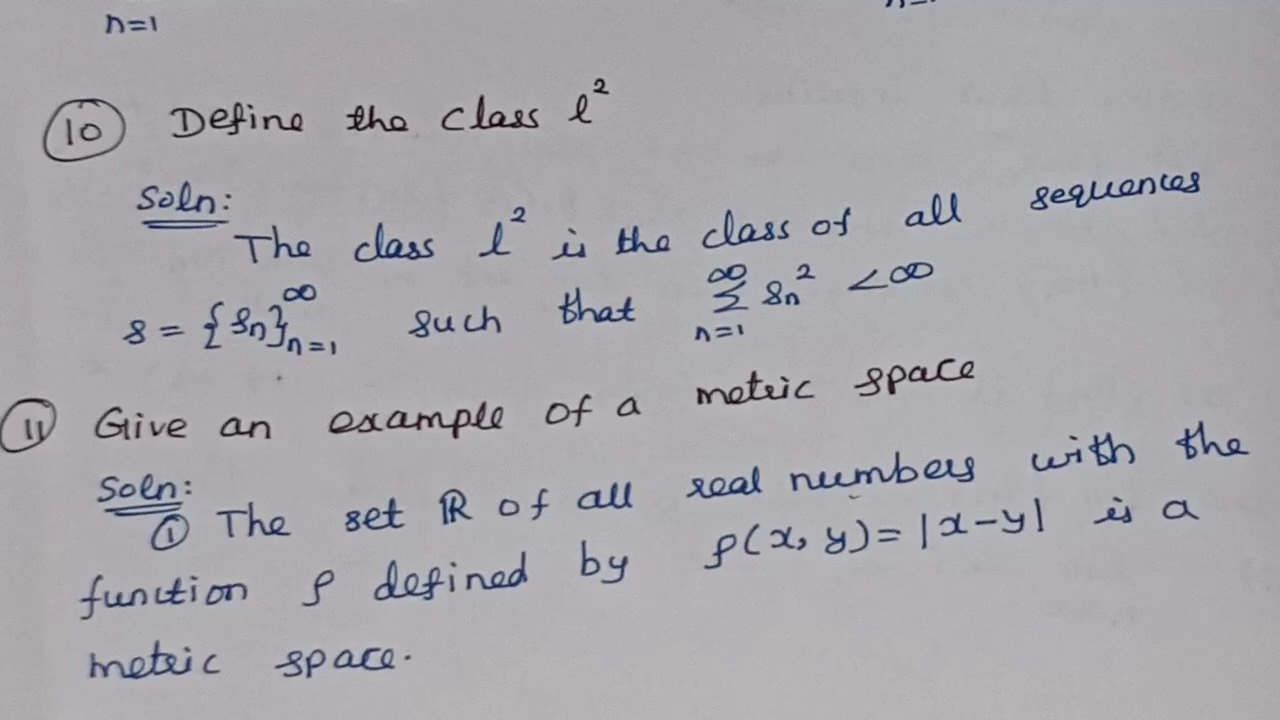 n=1
10 Define the class l²
Soln:
The class l² is the class of all sequences
s = {sn}∞n=1 such that ∞Σn=1 sn² <∞
11 Give an example of a metric space
Soln:
① The set ℝ of all real numbers with the
function ρ defined by ρ(x, y) = |x-y| is a
metric space.